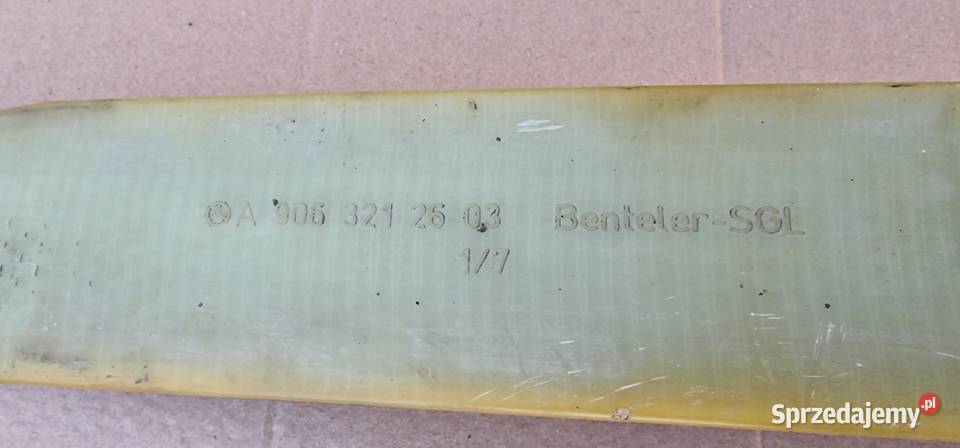 A 906 321 26 03 Benteler-SGL
1/7
Sprzedajemy.pl